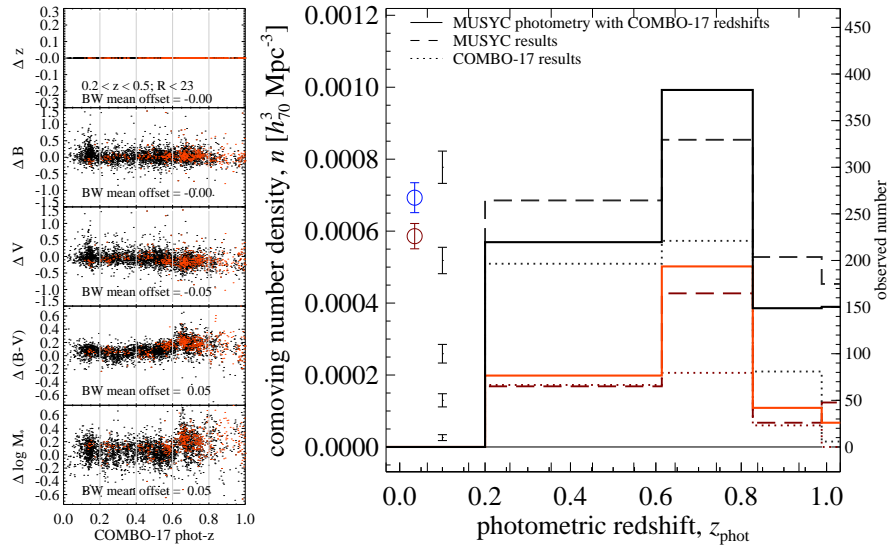 0.3
0.2
0.1
-0.0
-0.1
-0.2
-0.3
Δ z
0.2 < z < 0.5; R < 23
BW mean offset = -0.00
1.5
1.0
0.5
0.0
-0.5
-1.0
-1.5
Δ B
BW mean offset = -0.00
1.5
1.0
0.5
0.0
-0.5
-1.0
-1.5
Δ V
BW mean offset = -0.05
0.6
0.4
0.2
0.0
-0.2
-0.4
-0.6
Δ (B-V)
BW mean offset = 0.05
0.6
0.4
0.2
0.0
-0.2
-0.4
-0.6
Δ log M*
BW mean offset = 0.05
0.0 0.2 0.4 0.6 0.8 1.0
COMBO-17 phot-z
MUSYC photometry with COMBO-17 redshifts
MUSYC results
COMBO-17 results
0.0012
0.0010
0.0008
0.0006
0.0004
0.0002
0.0000
comoving number density, n [h³₇₀ Mpc⁻³]
450
400
350
300
250
200
150
100
50
0
observed number
0.0 0.2 0.4 0.6 0.8 1.0
photometric redshift, z_phot